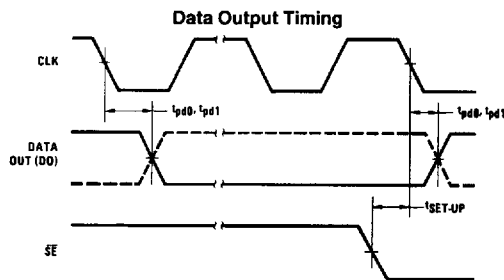 Data Output Timing
CLK
tpd0, tpd1
tpd0, tpd1
DATA
OUT (DO)
tSET-UP
SE